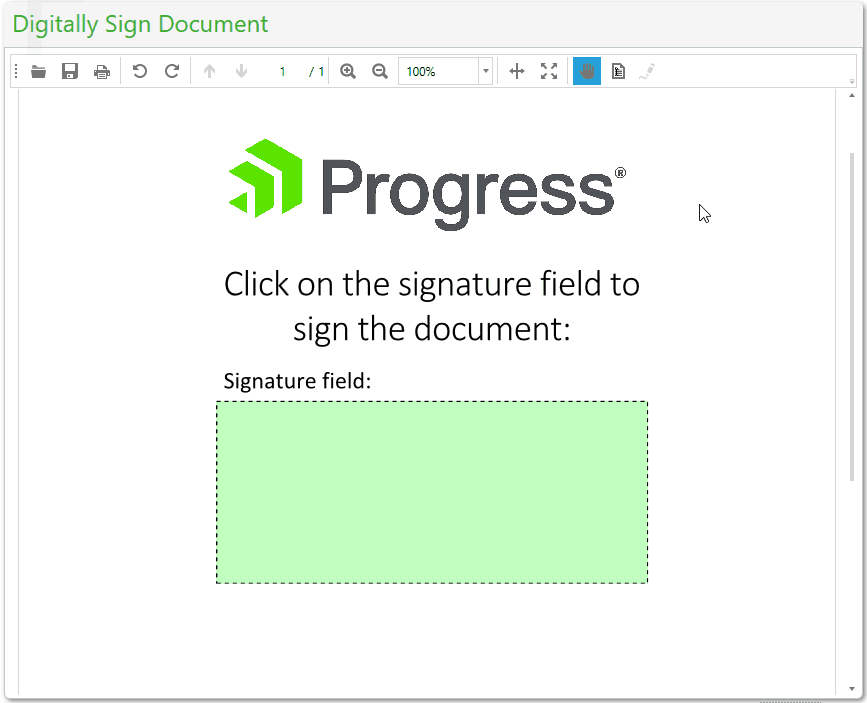 Digitally Sign Document
1 / 1 100%
Progress®
Click on the signature field to
sign the document:
Signature field: